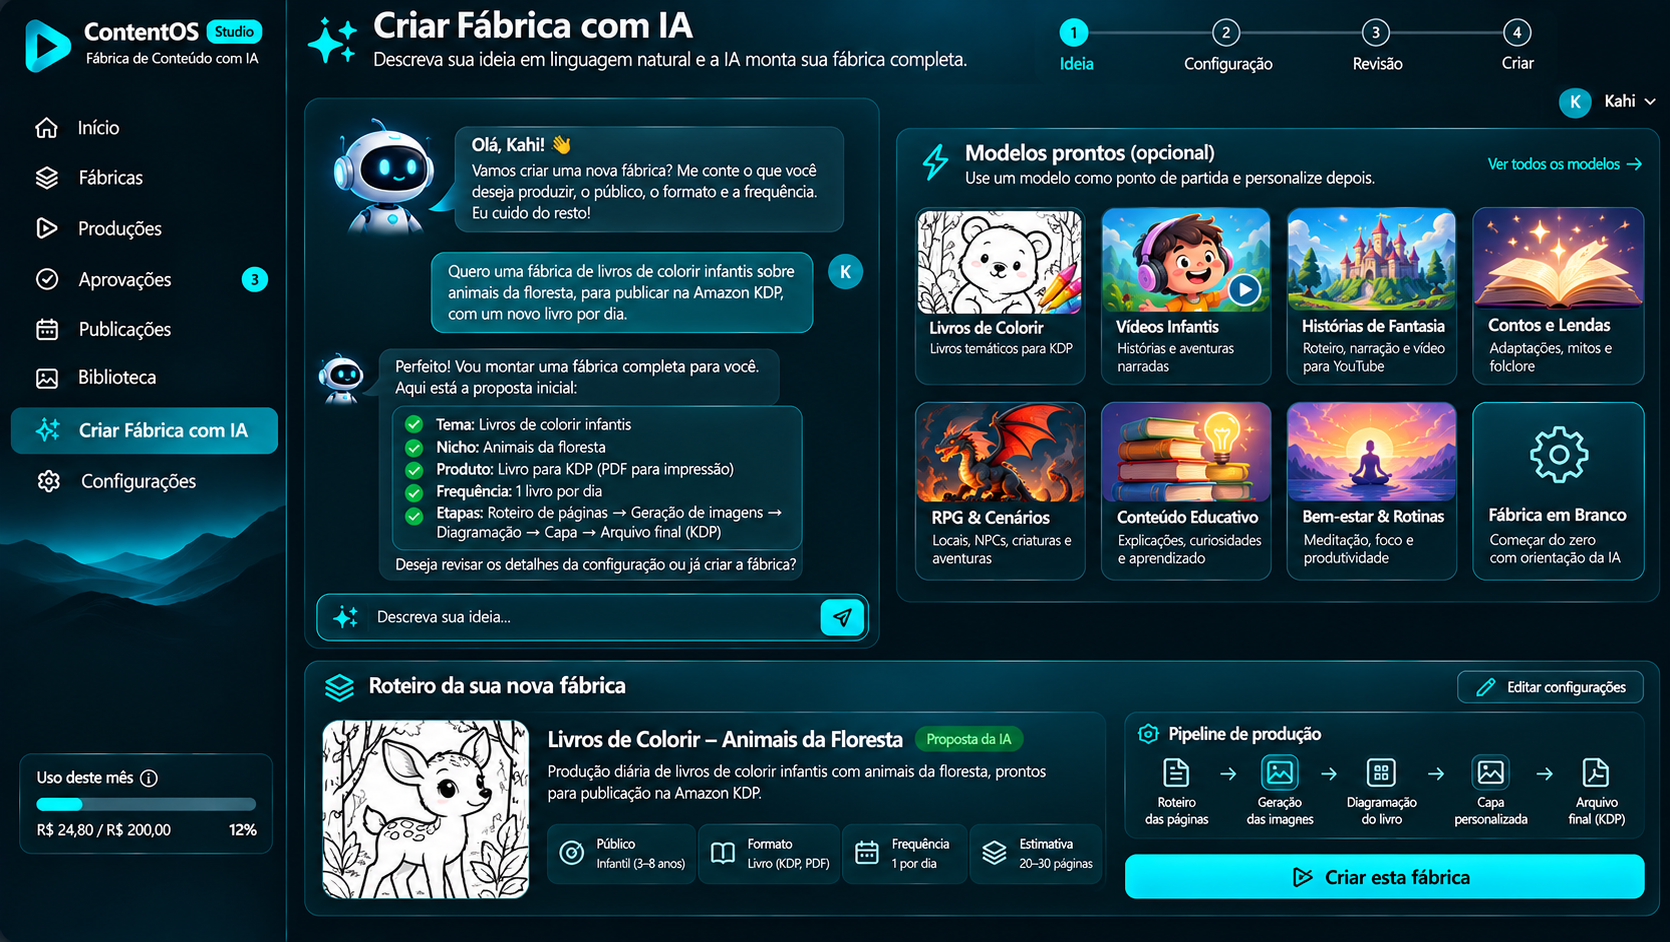 ContentOS Studio
Fábrica de Conteúdo com IA
Início
Fábricas
Produções
Aprovações 3
Publicações
Biblioteca
Criar Fábrica com IA
Configurações
Uso deste mês
R$ 24,80 / R$ 200,00 12%
Criar Fábrica com IA
Descreva sua ideia em linguagem natural e a IA monta sua fábrica completa.
1 2 3 4
Ideia Configuração Revisão Criar
K Kahi
Olá, Kahi! 👋
Vamos criar uma nova fábrica? Me conte o que você
deseja produzir, o público, o formato e a frequência.
Eu cuido do resto!
Quero uma fábrica de livros de colorir infantis sobre
animais da floresta, para publicar na Amazon KDP,
com um novo livro por dia.
K
Perfeito! Vou montar uma fábrica completa para você.
Aqui está a proposta inicial:
Tema: Livros de colorir infantis
Nicho: Animais da floresta
Produto: Livro para KDP (PDF para impressão)
Frequência: 1 livro por dia
Etapas: Roteiro de páginas → Geração de imagens →
Diagramação → Capa → Arquivo final (KDP)
Deseja revisar os detalhes da configuração ou já criar a fábrica?
Descreva sua ideia...
Modelos prontos (opcional)
Use um modelo como ponto de partida e personalize depois.
Ver todos os modelos →
Livros de Colorir
Livros temáticos para KDP
Vídeos Infantis
Histórias e aventuras
narradas
Histórias de Fantasia
Roteiro, narração e vídeo
para YouTube
Contos e Lendas
Adaptações, mitos e
folclore
RPG & Cenários
Locais, NPCs, criaturas e
aventuras
Conteúdo Educativo
Explicações, curiosidades
e aprendizado
Bem-estar & Rotinas
Meditação, foco e
produtividade
Fábrica em Branco
Começar do zero
com orientação da IA
Roteiro da sua nova fábrica
Editar configurações
Livros de Colorir – Animais da Floresta Proposta da IA
Produção diária de livros de colorir infantis com animais da floresta, prontos
para publicação na Amazon KDP.
Público
Infantil (3–8 anos)
Formato
Livro (KDP, PDF)
Frequência
1 por dia
Estimativa
20–30 páginas
Pipeline de produção
Roteiro
das páginas
→
Geração
das imagens
→
Diagramação
do livro
→
Capa
personalizada
→
Arquivo
final (KDP)
Criar esta fábrica